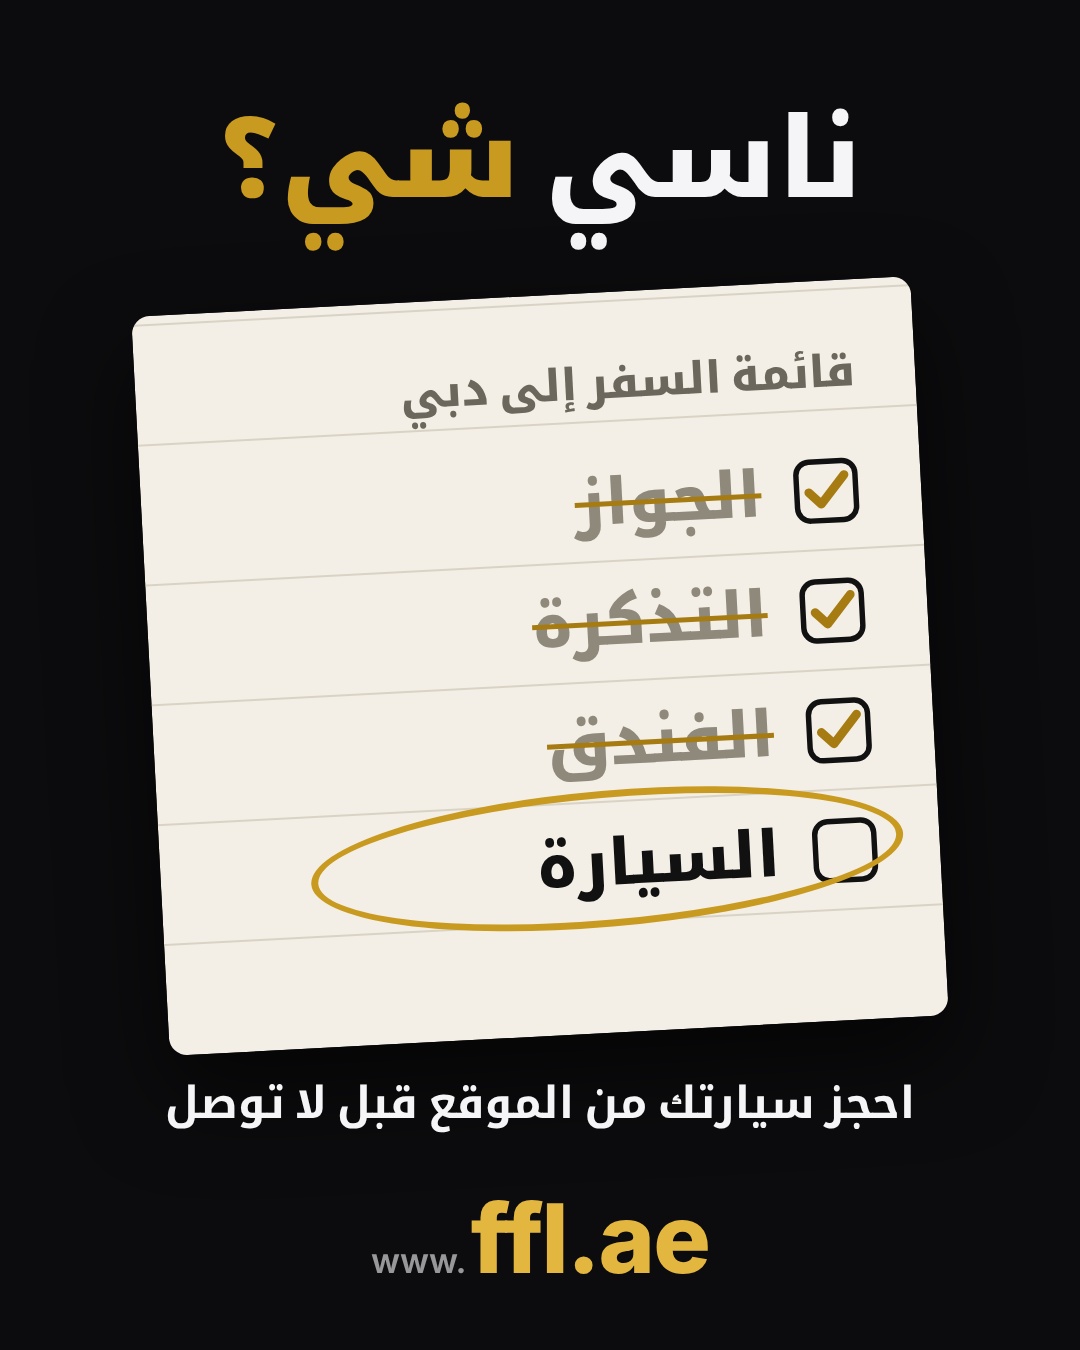 ناسي شي؟
قائمة السفر إلى دبي
الجواز
التذكرة
الفندق
السيارة
احجز سيارتك من الموقع قبل لا توصل
www.ffl.ae